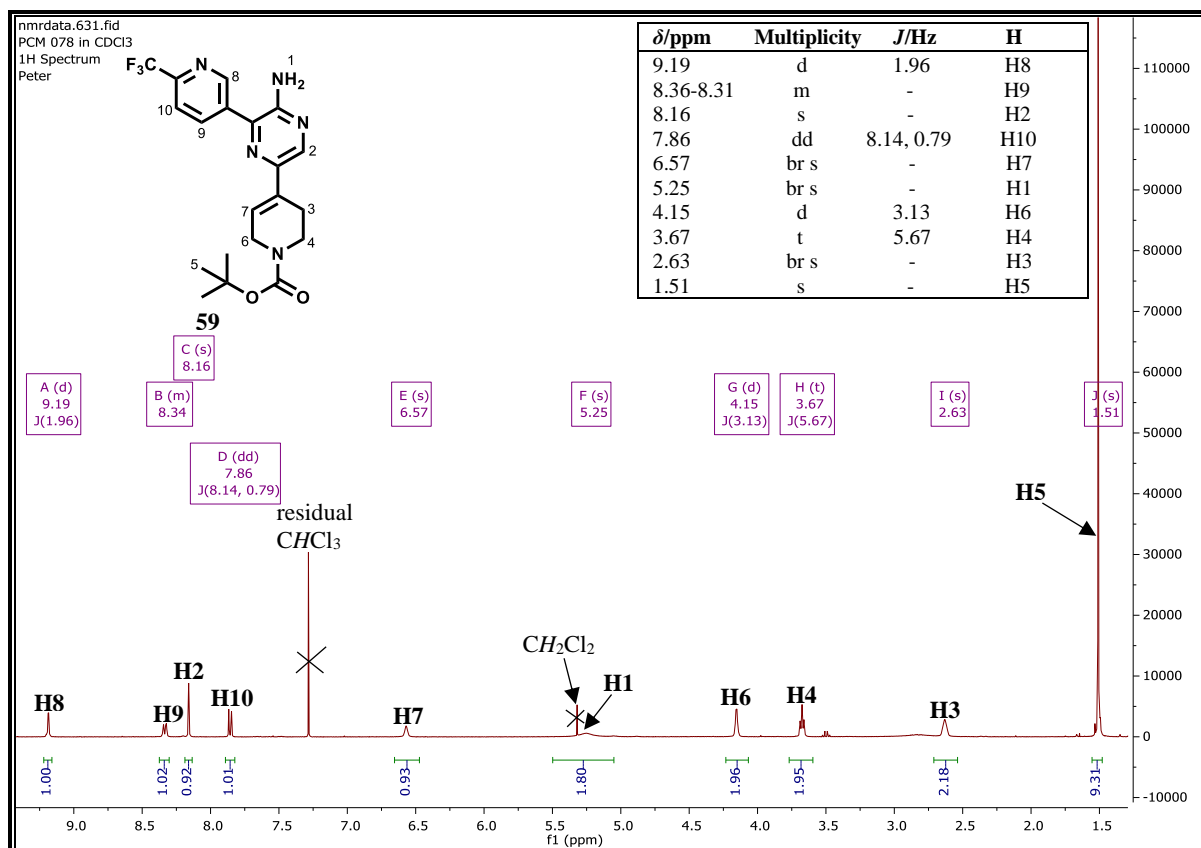 nmrdata.631.fid
PCM 078 in CDCl3
1H Spectrum
Peter
F₃C
N
8
1
NH₂
10
9
N
N
2
7
3
6
4
N
5
O
O
59
δ/ppm Multiplicity J/Hz H
9.19 d 1.96 H8
8.36-8.31 m - H9
8.16 s - H2
7.86 dd 8.14, 0.79 H10
6.57 br s - H7
5.25 br s - H1
4.15 d 3.13 H6
3.67 t 5.67 H4
2.63 br s - H3
1.51 s - H5
C (s)
8.16
A (d)
9.19
J(1.96)
B (m)
8.34
E (s)
6.57
F (s)
5.25
G (d)
4.15
J(3.13)
H (t)
3.67
J(5.67)
I (s)
2.63
J (s)
1.51
D (dd)
7.86
J(8.14, 0.79)
residual
CHCl₃
H5
CH₂Cl₂
H8
H9
H2
H10
H7
H1
H6
H4
H3
1.00
1.02
0.92
1.01
0.93
1.80
1.96
1.95
2.18
9.31
9.0 8.5 8.0 7.5 7.0 6.5 6.0 5.5 5.0 4.5 4.0 3.5 3.0 2.5 2.0 1.5
f1 (ppm)
110000
100000
90000
80000
70000
60000
50000
40000
30000
20000
10000
0
-10000